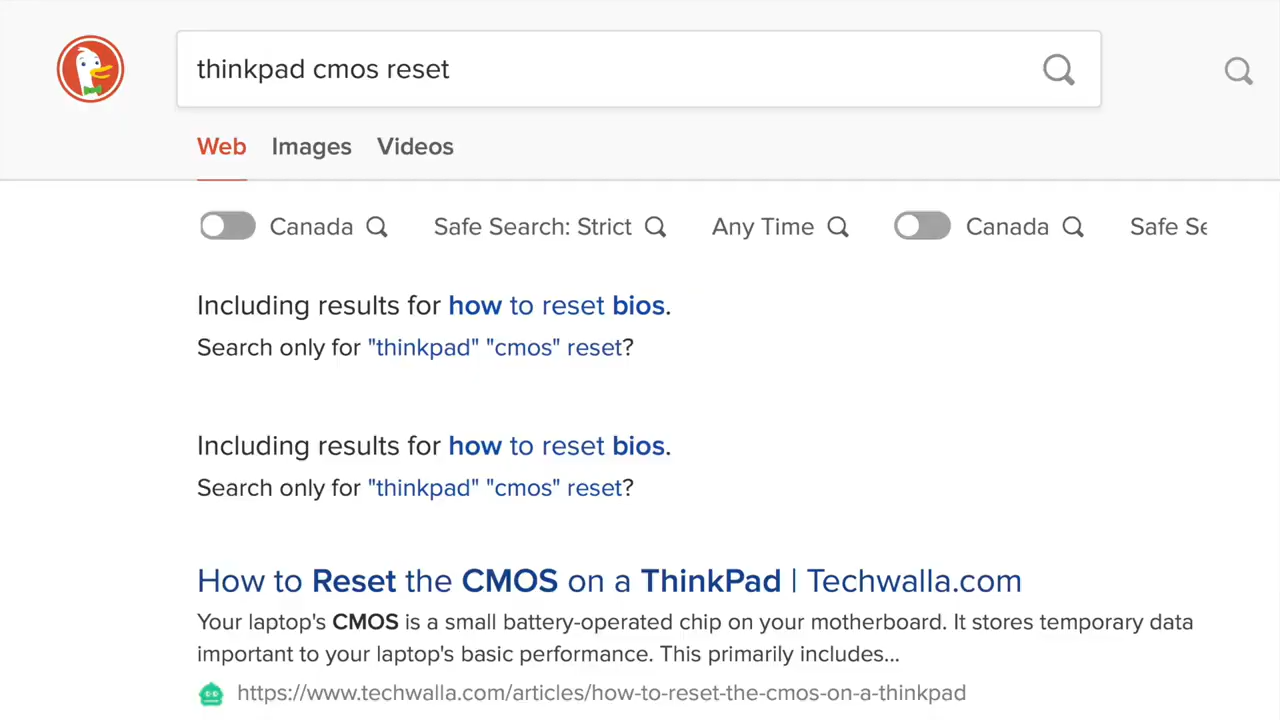 thinkpad cmos reset
Web Images Videos
Canada Safe Search: Strict Any Time Canada Safe
Including results for how to reset bios.
Search only for "thinkpad" "cmos" reset?
Including results for how to reset bios.
Search only for "thinkpad" "cmos" reset?
How to Reset the CMOS on a ThinkPad | Techwalla.com
Your laptop's CMOS is a small battery-operated chip on your motherboard. It stores temporary data
important to your laptop's basic performance. This primarily includes...
https://www.techwalla.com/articles/how-to-reset-the-cmos-on-a-thinkpad